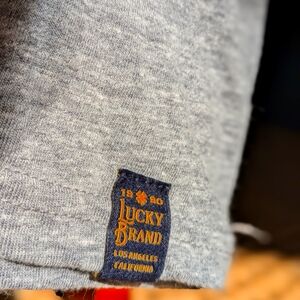 19 90
LUCKY
BRAND
LOS ANGELES
CALIFORNIA